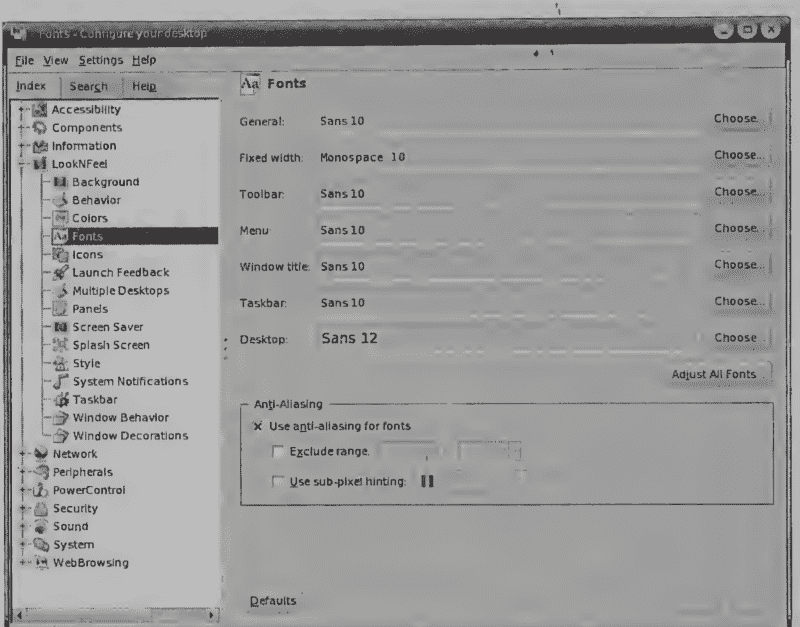 Fonts - Configure your desktop
File View Settings Help
Index Search Help
Accessibility
Components
Information
LookNFeel
Background
Behavior
Colors
Fonts
Icons
Launch Feedback
Multiple Desktops
Panels
Screen Saver
Splash Screen
Style
System Notifications
Taskbar
Window Behavior
Window Decorations
Network
Peripherals
PowerControl
Security
Sound
System
WebBrowsing
Aa Fonts
General: Sans 10 Choose...
Fixed width: Monospace 10 Choose...
Toolbar: Sans 10 Choose...
Menu: Sans 10 Choose...
Window title: Sans 10 Choose...
Taskbar: Sans 10 Choose...
Desktop: Sans 12 Choose...
Adjust All Fonts...
Anti-Aliasing
Use anti-aliasing for fonts
Exclude range:
Use sub-pixel hinting:
Defaults